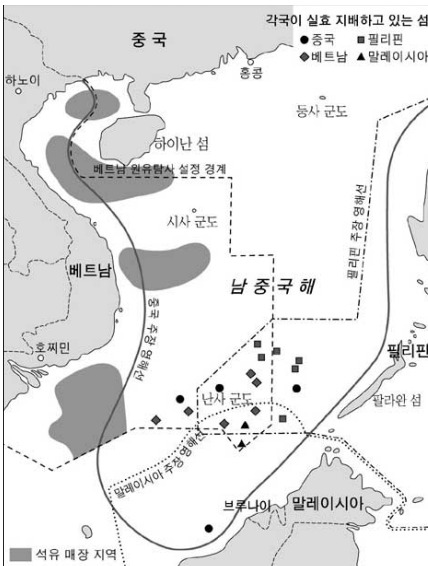 각국이 실효 지배하고 있는 섬
중국
필리핀
베트남
말레이시아
중 국
하노이
홍콩
둥사 군도
하이난 섬
베트남 원유탐사 설정 경계
시사 군도
필리핀 주장 영해선
베트남
남 중 국 해
중국 주장 영해선
호찌민
필리핀
난사 군도
팔라완 섬
말레이시아 주장 영해선
브루나이
말레이시아
석유 매장 지역